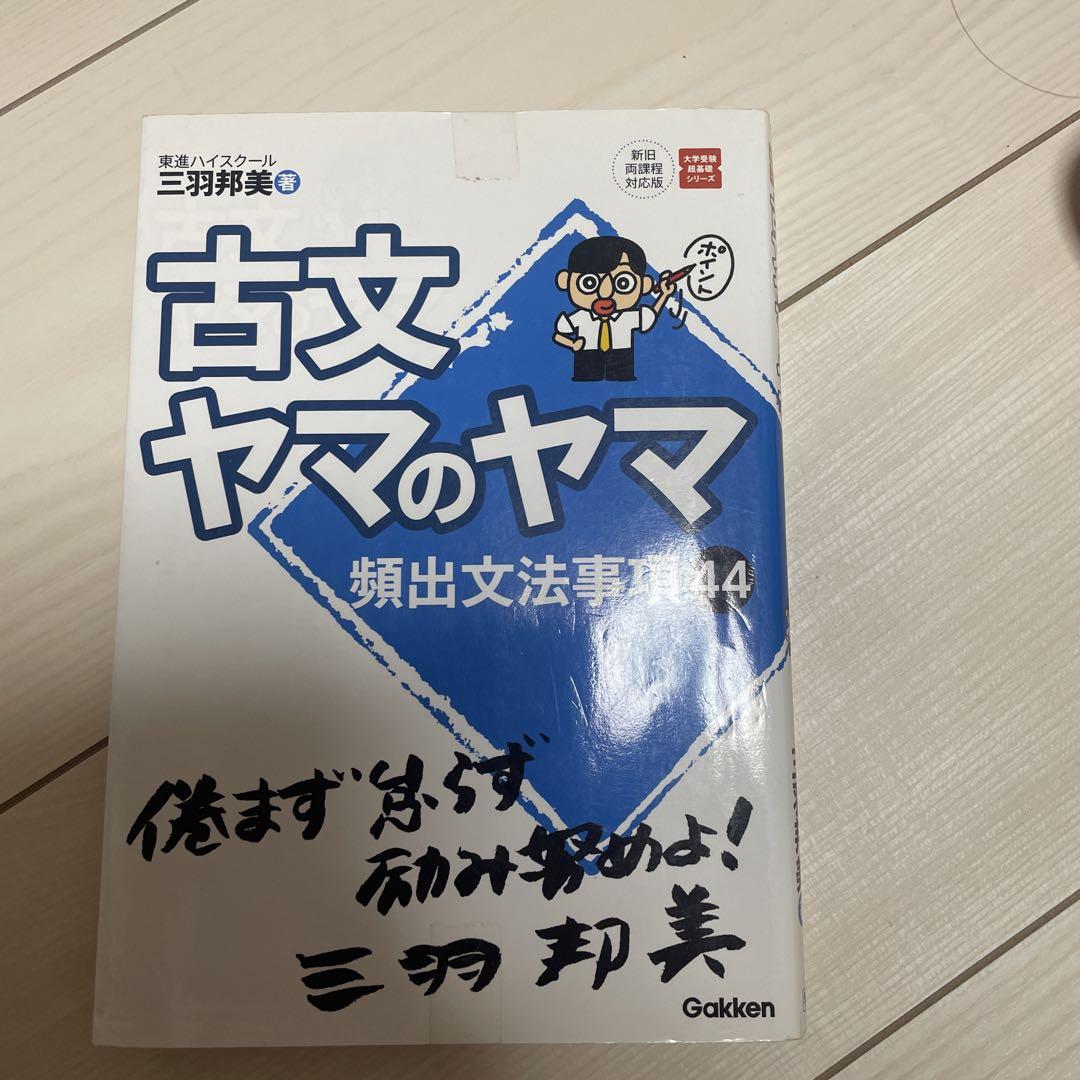 東進ハイスクール
三羽邦美著
新旧
両課程
対応版
大学受験
超基礎
シリーズ
ポイント
古文
ヤマのヤマ
頻出文法事項44
倦まず怠らず
励み努めよ!
三羽邦美
Gakken